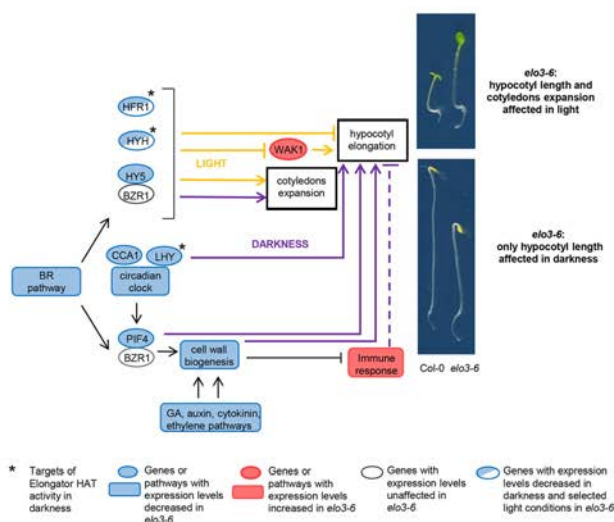 HFR1
*
HYH
*
HY5
BZR1
LIGHT
WAK1
hypocotyl
elongation
cotyledons
expansion
elo3-6:
hypocotyl length and
cotyledons expansion
affected in light
elo3-6:
only hypocotyl length
affected in darkness
BR
pathway
CCA1
LHY
*
circadian
clock
DARKNESS
PIF4
BZR1
cell wall
biogenesis
Immune
response
Col-0 elo3-6
GA, auxin, cytokinin,
ethylene pathways
*
Targets of
Elongator HAT
activity in
darkness
Genes or
pathways with
expression levels
decreased in
elo3-6
Genes or
pathways with
expression levels
increased in elo3-6
Genes with
expression levels
unaffected in
elo3-6
Genes with expression
levels decreased in
darkness and selected
light conditions in elo3-6